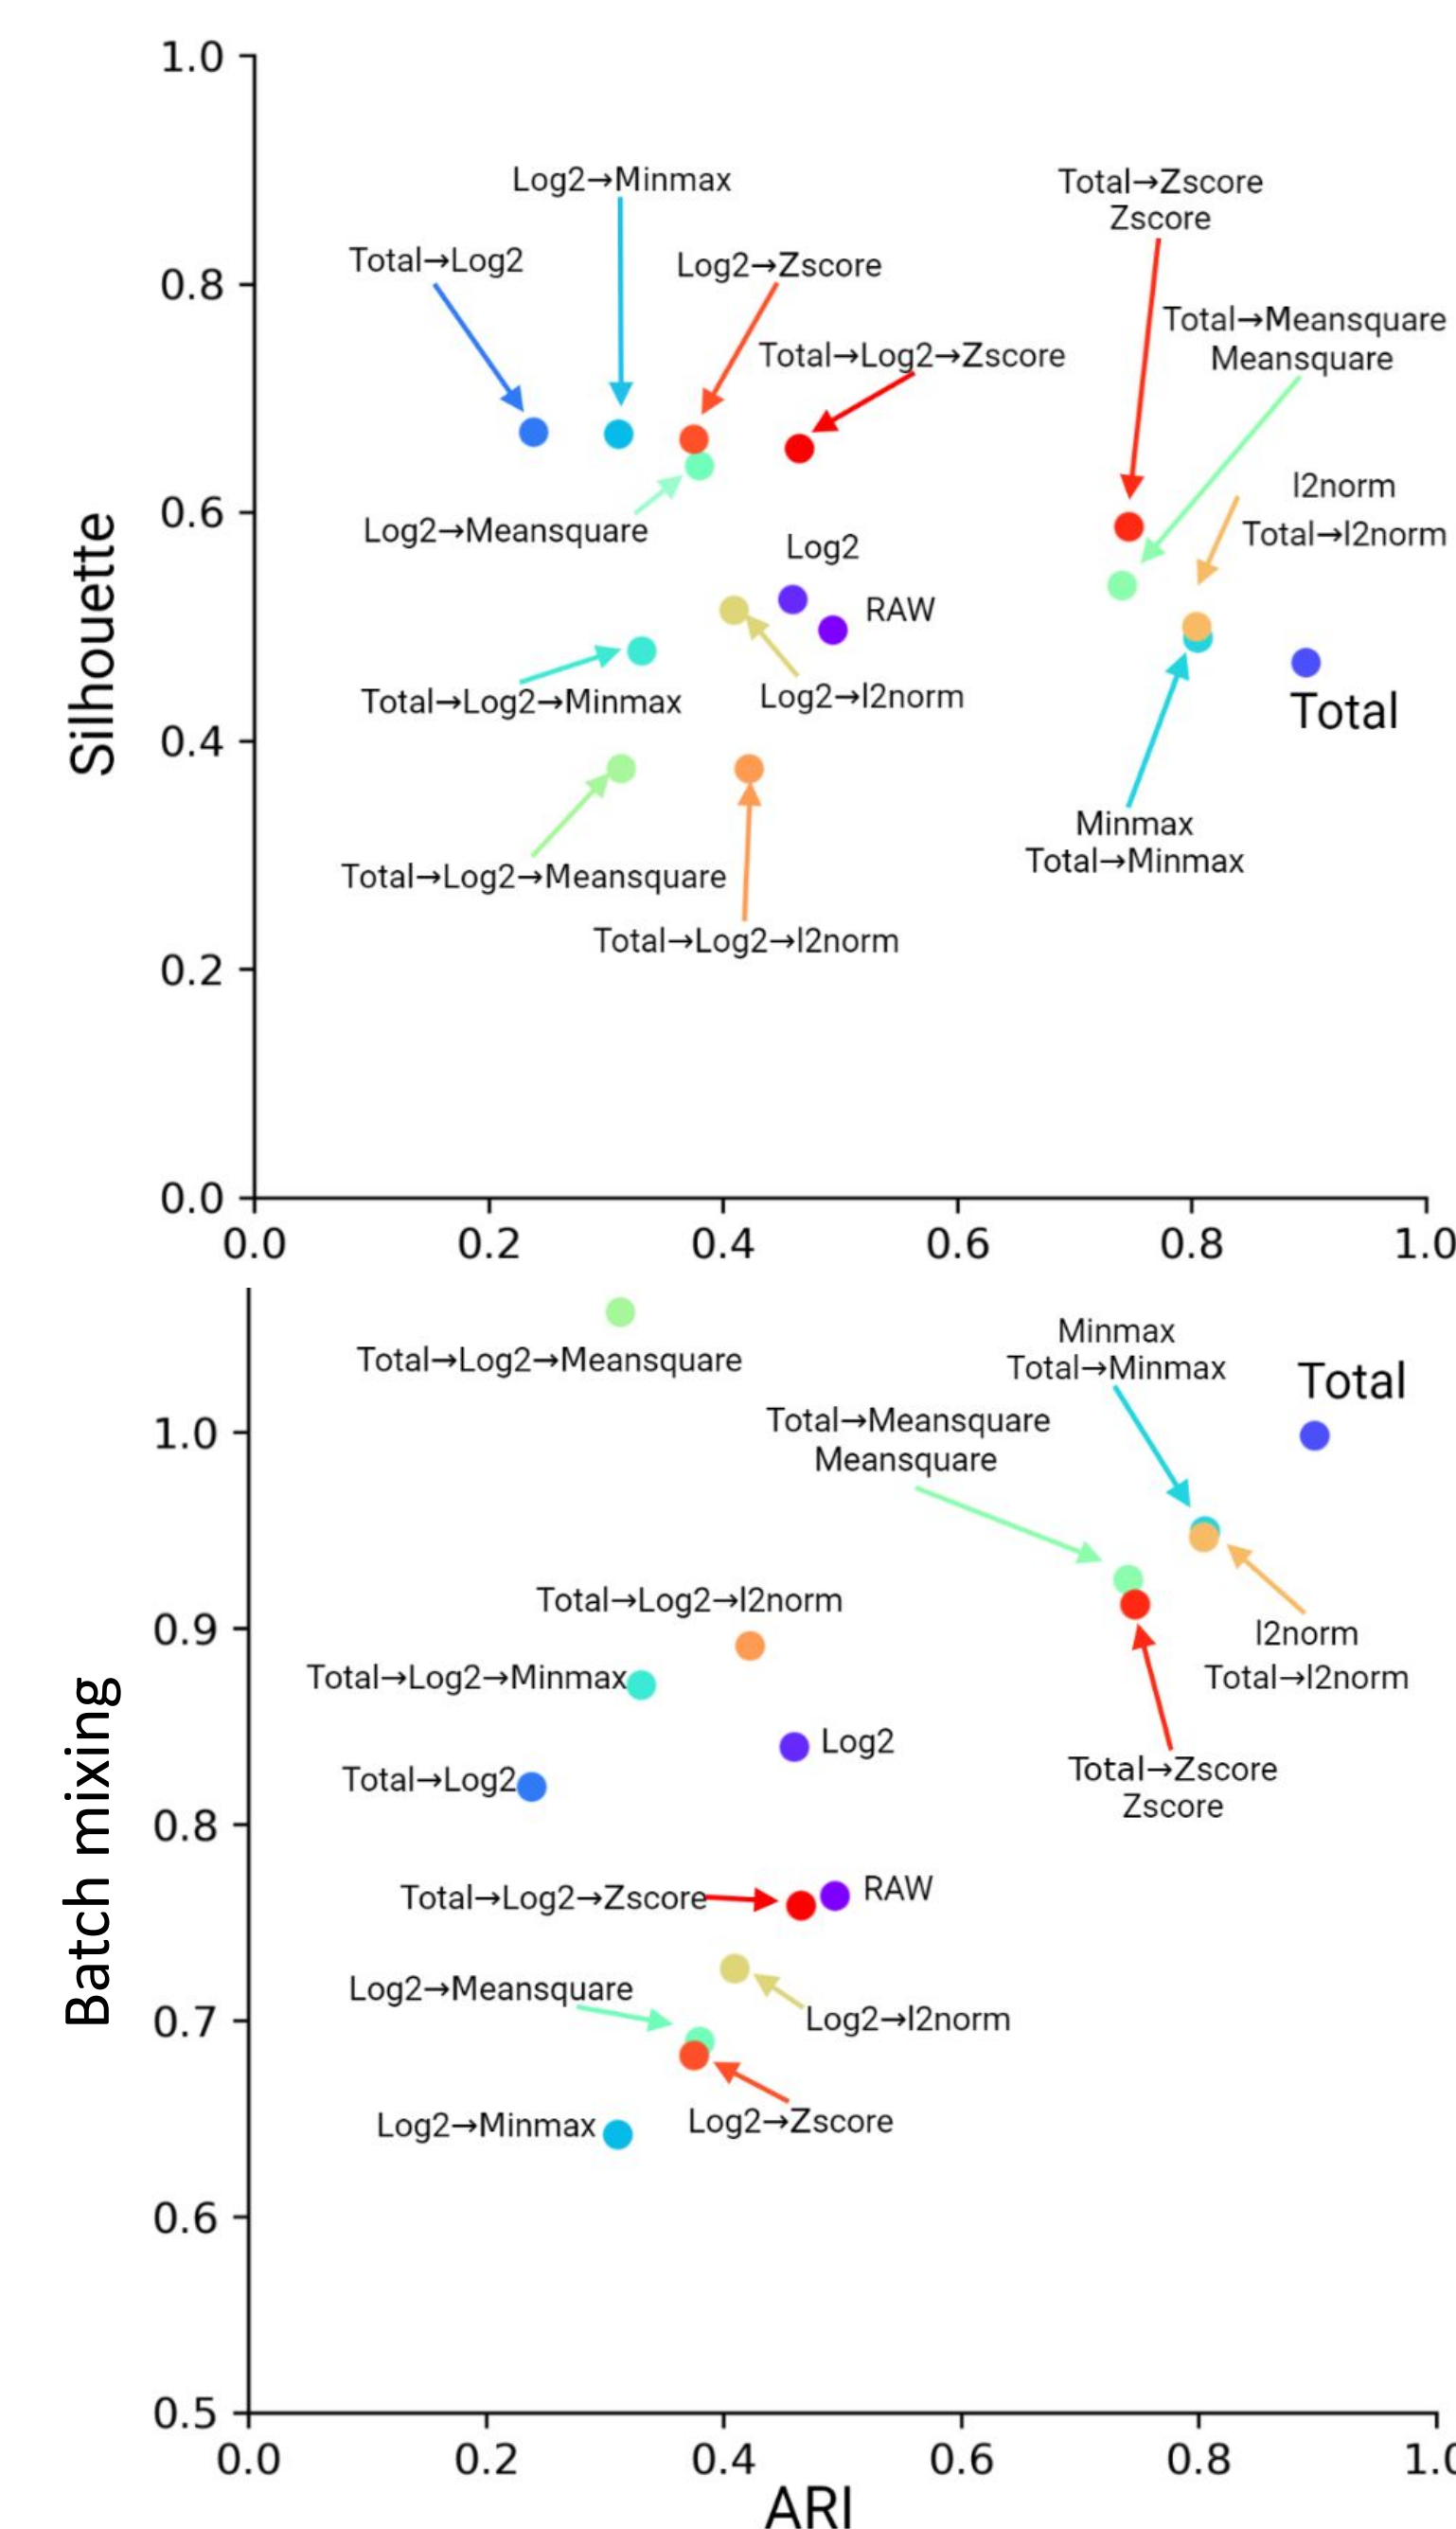 1.0
Log2→Minmax
Total→Zscore
Zscore
Total→Log2
Log2→Zscore
0.8
Total→Meansquare
Meansquare
Total→Log2→Zscore
l2norm
Total→l2norm
0.6
Log2→Meansquare
Log2
RAW
Silhouette
Total→Log2→Minmax
Log2→l2norm
Total
0.4
Minmax
Total→Minmax
Total→Log2→Meansquare
Total→Log2→l2norm
0.2
0.0
0.0 0.2 0.4 0.6 0.8 1.0
Minmax
Total→Minmax
Total→Log2→Meansquare
Total
Total→Meansquare
Meansquare
1.0
Total→Log2→l2norm
0.9
l2norm
Total→l2norm
Total→Log2→Minmax
Log2
Total→Log2
Total→Zscore
Zscore
0.8
Batch mixing
Total→Log2→Zscore
RAW
Log2→Meansquare
Log2→l2norm
0.7
Log2→Minmax
Log2→Zscore
0.6
0.5
0.0 0.2 0.4 0.6 0.8
ARI